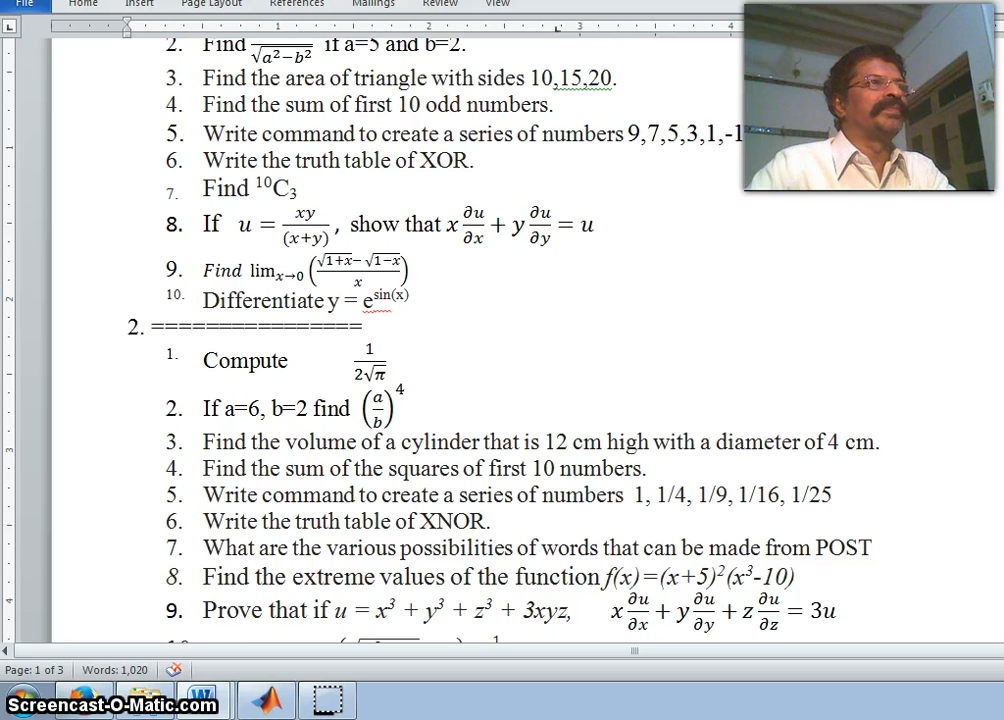 File Home Insert Page Layout References Mailings Review View
1 2 3 4
2. Find \sqrt{a²−b²} if a=5 and b=2.
3. Find the area of triangle with sides 10,15,20.
4. Find the sum of first 10 odd numbers.
5. Write command to create a series of numbers 9,7,5,3,1,-1
6. Write the truth table of XOR.
7. Find ¹⁰C₃
8. If u = xy/(x+y) , show that x ∂u/∂x + y ∂u/∂y = u
9. Find lim x→0 ((√1+x − √1−x)/x)
10. Differentiate y = e^sin(x)
2. ================
1. Compute 1/(2√π)
2. If a=6, b=2 find (a/b)⁴
3. Find the volume of a cylinder that is 12 cm high with a diameter of 4 cm.
4. Find the sum of the squares of first 10 numbers.
5. Write command to create a series of numbers 1, 1/4, 1/9, 1/16, 1/25
6. Write the truth table of XNOR.
7. What are the various possibilities of words that can be made from POST
8. Find the extreme values of the function f(x)=(x+5)²(x³-10)
9. Prove that if u = x³ + y³ + z³ + 3xyz, x ∂u/∂x + y ∂u/∂y + z ∂u/∂z = 3u
Page: 1 of 3 Words: 1,020
Screencast-O-Matic.com